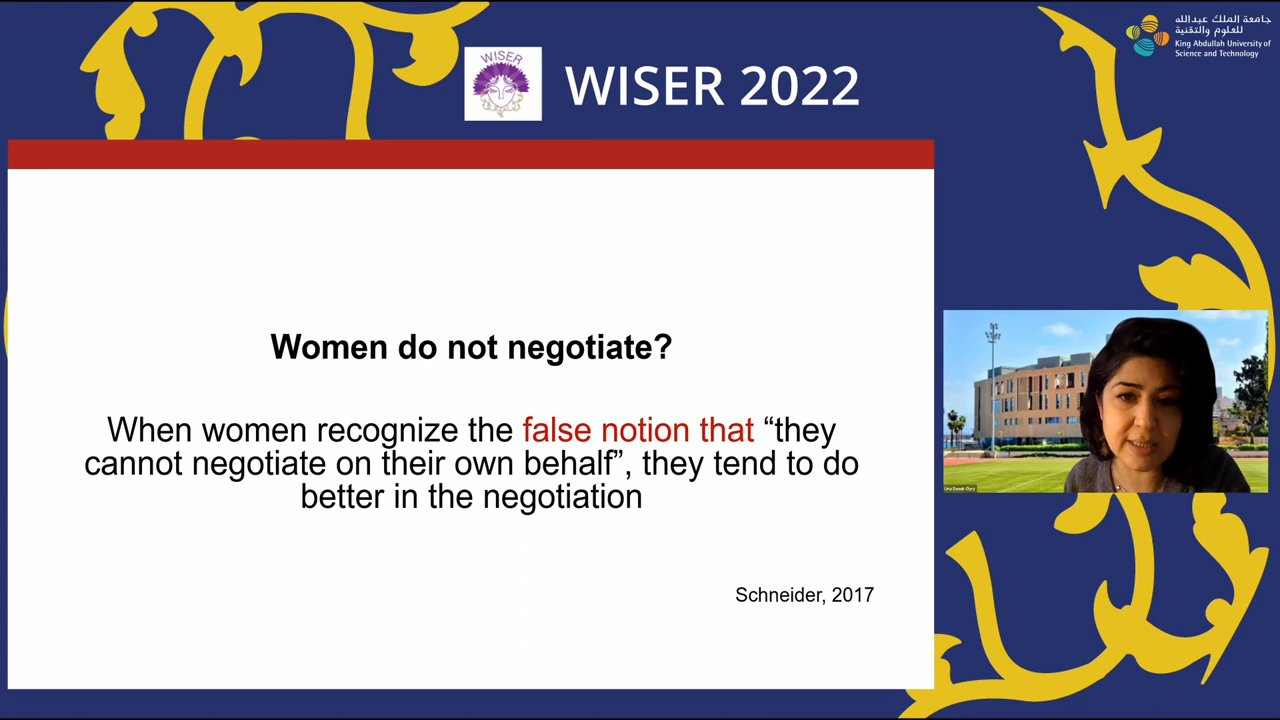 جامعة الملك عبدالله
للعلوم والتقنية
King Abdullah University of
Science and Technology
WISER
WISER 2022
Women do not negotiate?
When women recognize the false notion that “they
cannot negotiate on their own behalf”, they tend to do
better in the negotiation
Schneider, 2017